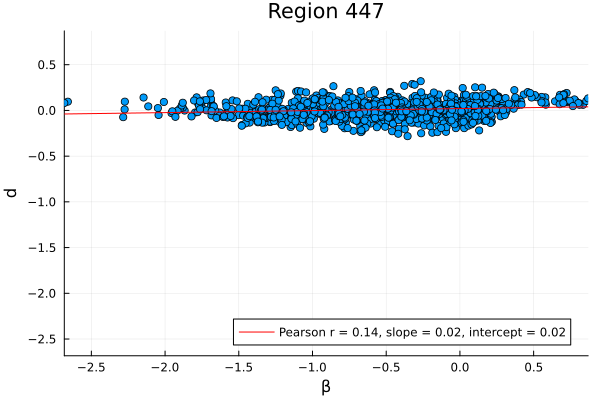 Region 447
d
0.5
0.0
−0.5
−1.0
−1.5
−2.0
−2.5
Pearson r = 0.14, slope = 0.02, intercept = 0.02
−2.5 −2.0 −1.5 −1.0 −0.5 0.0 0.5
β